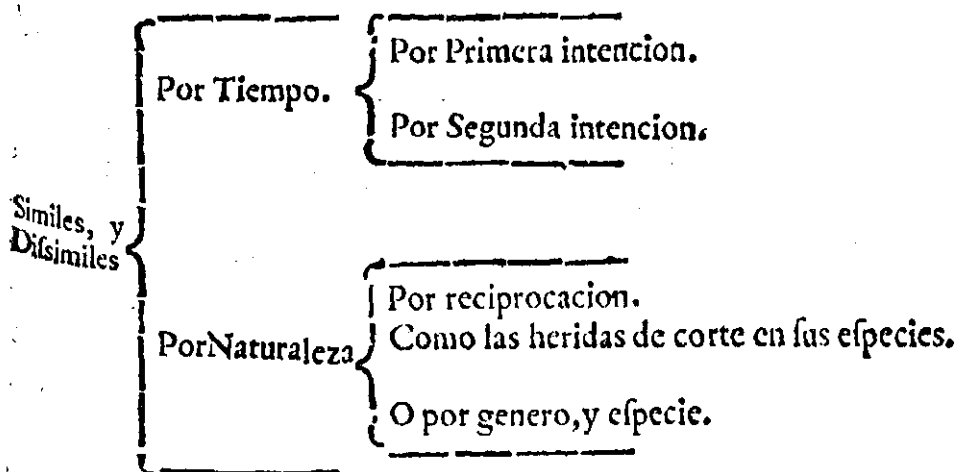 Similes, y
Diſsimiles
Por Tiempo.
Por Primera intencion.
Por Segunda intencion.
PorNaturaleza
Por reciprocacion.
Como las heridas de corte en ſus eſpecies.
O por genero,y eſpecie.